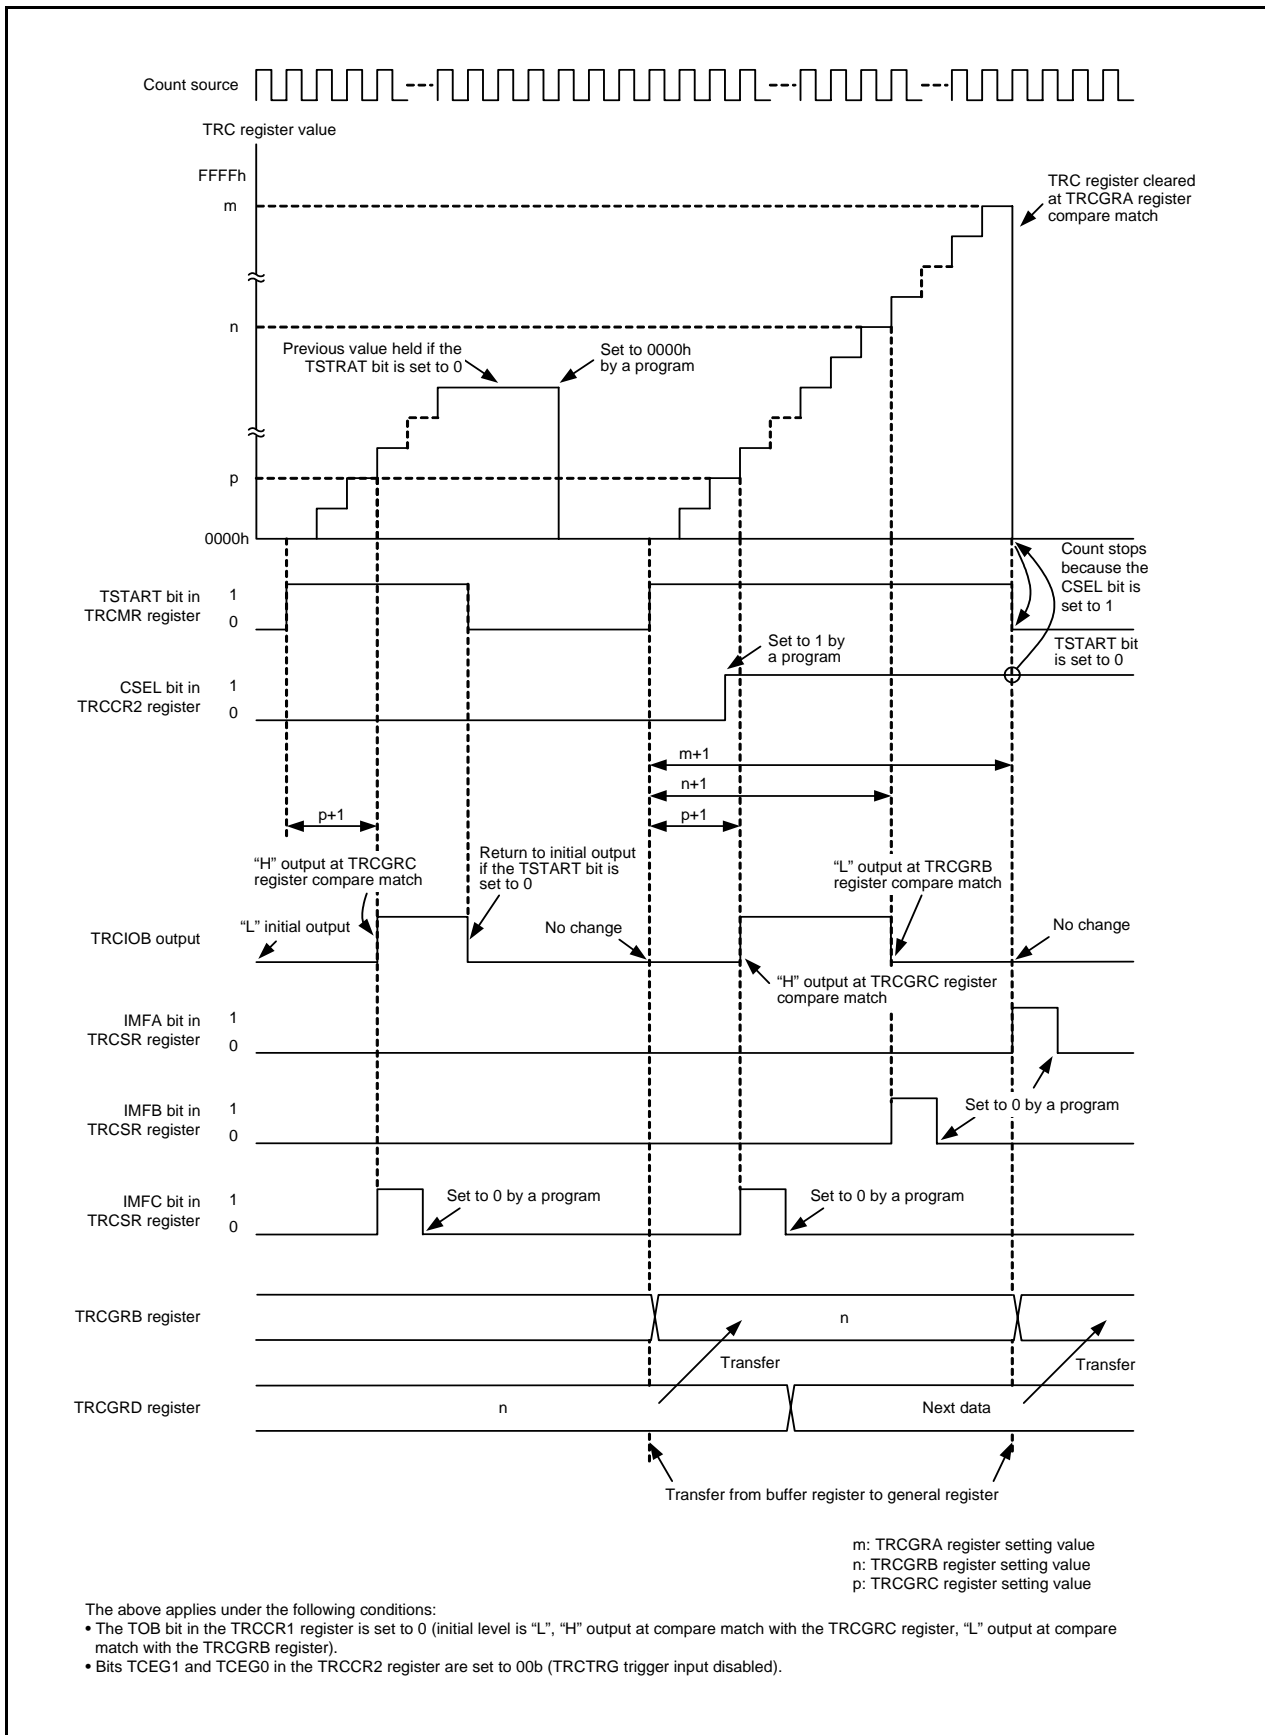 Count source
TRC register value
FFFFh
m
TRC register cleared
at TRCGRA register
compare match
n
Previous value held if the
TSTRAT bit is set to 0
Set to 0000h
by a program
p
0000h
Count stops
because the
CSEL bit is
set to 1
TSTART bit in
TRCMR register
1
0
TSTART bit
is set to 0
Set to 1 by
a program
CSEL bit in
TRCCR2 register
1
0
m+1
n+1
p+1
p+1
"H" output at TRCGRC
register compare match
Return to initial output
if the TSTART bit is
set to 0
"L" output at TRCGRB
register compare match
"L" initial output
No change
No change
TRCIOB output
"H" output at TRCGRC register
compare match
IMFA bit in
TRCSR register
1
0
Set to 0 by a program
IMFB bit in
TRCSR register
1
0
IMFC bit in
TRCSR register
1
0
Set to 0 by a program
Set to 0 by a program
TRCGRB register
n
Transfer
Transfer
TRCGRD register
n
Next data
Transfer from buffer register to general register
m: TRCGRA register setting value
n: TRCGRB register setting value
p: TRCGRC register setting value
The above applies under the following conditions:
• The TOB bit in the TRCCR1 register is set to 0 (initial level is "L", "H" output at compare match with the TRCGRC register, "L" output at compare
match with the TRCGRB register).
• Bits TCEG1 and TCEG0 in the TRCCR2 register are set to 00b (TRCTRG trigger input disabled).